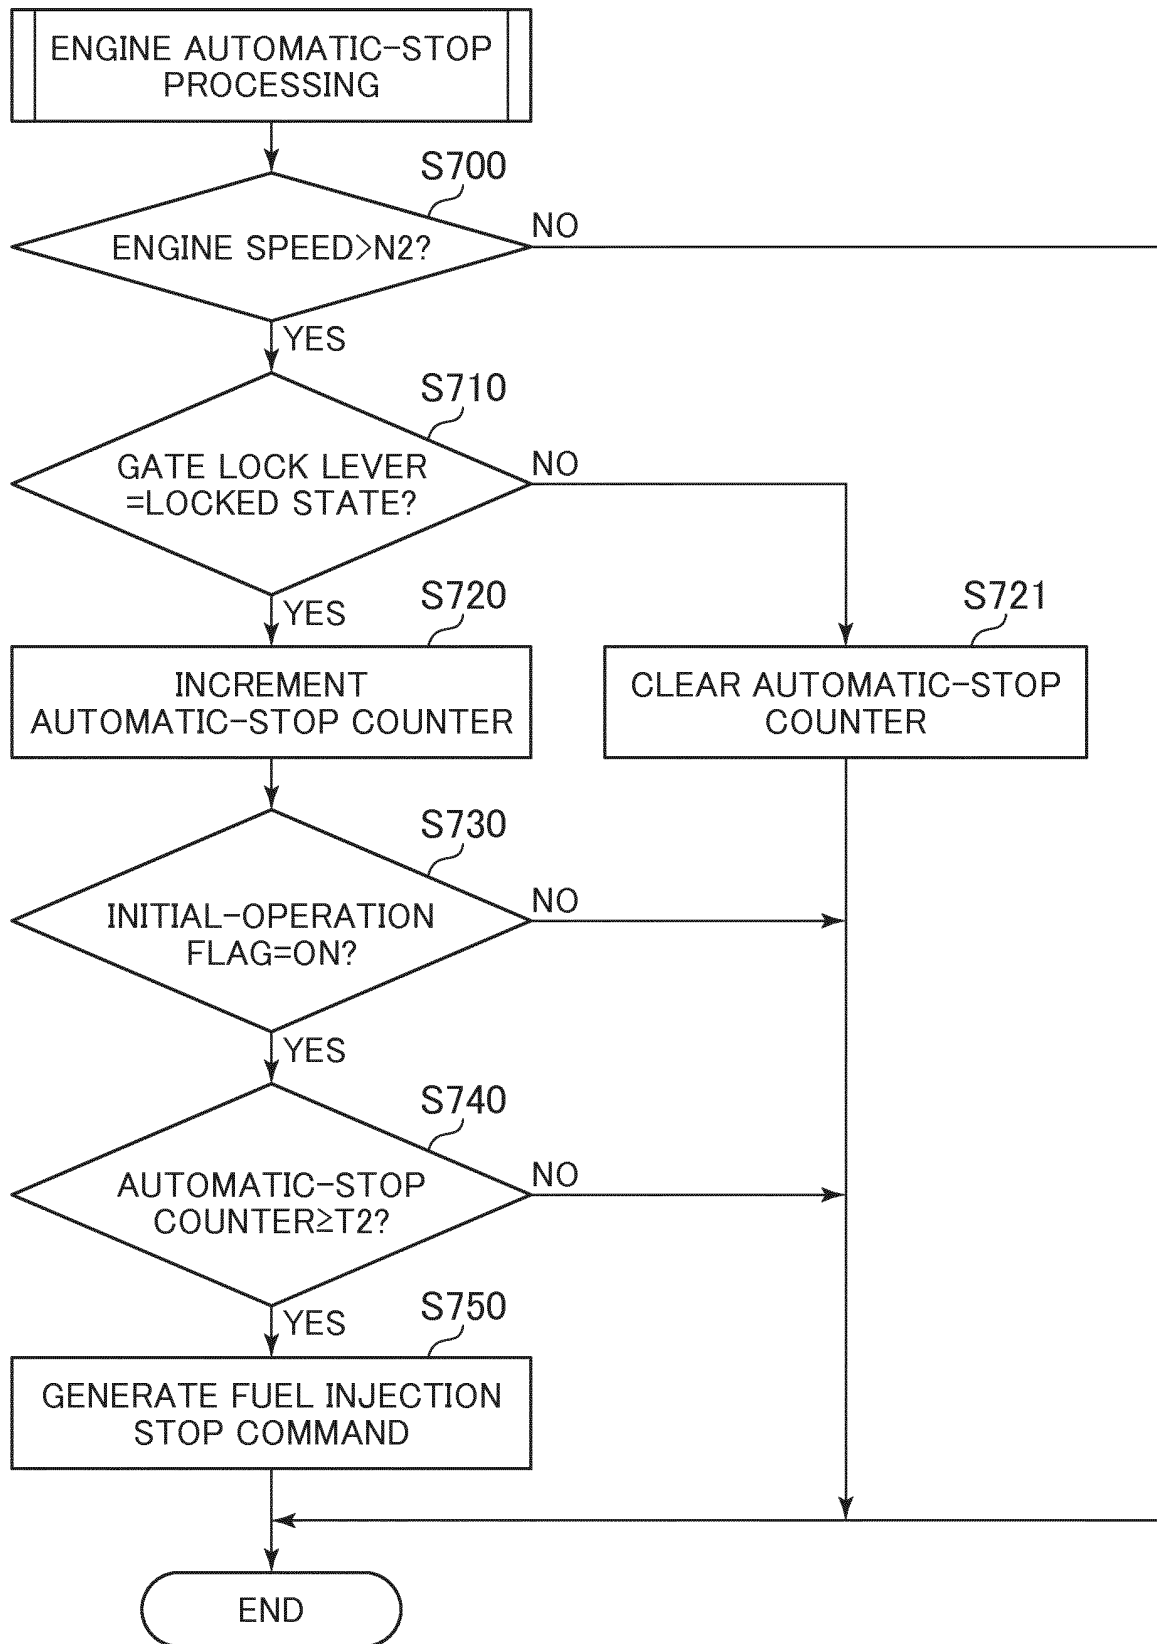 ENGINE AUTOMATIC-STOP
PROCESSING
S700
ENGINE SPEED>N2?
NO
YES
S710
GATE LOCK LEVER
=LOCKED STATE?
NO
YES
S720
INCREMENT
AUTOMATIC-STOP COUNTER
S721
CLEAR AUTOMATIC-STOP
COUNTER
S730
INITIAL-OPERATION
FLAG=ON?
NO
YES
S740
AUTOMATIC-STOP
COUNTER≧T2?
NO
YES
S750
GENERATE FUEL INJECTION
STOP COMMAND
END